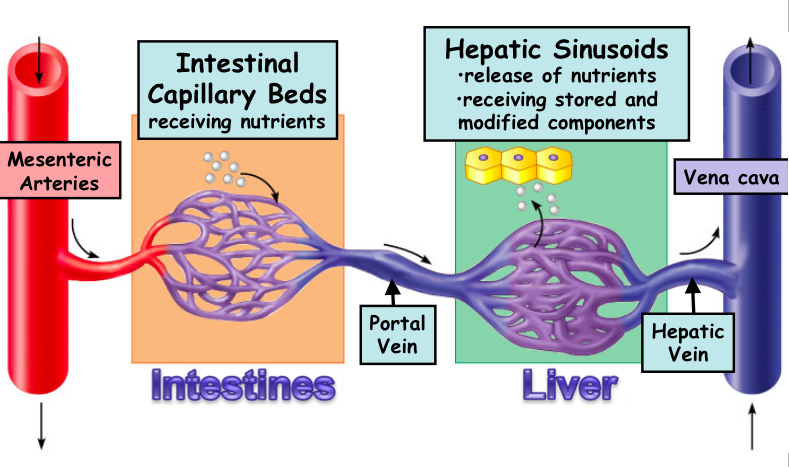 Intestinal
Capillary Beds
receiving nutrients
Hepatic Sinusoids
•release of nutrients
•receiving stored and
modified components
Mesenteric
Arteries
Vena cava
Portal
Vein
Hepatic
Vein
Intestines
Liver